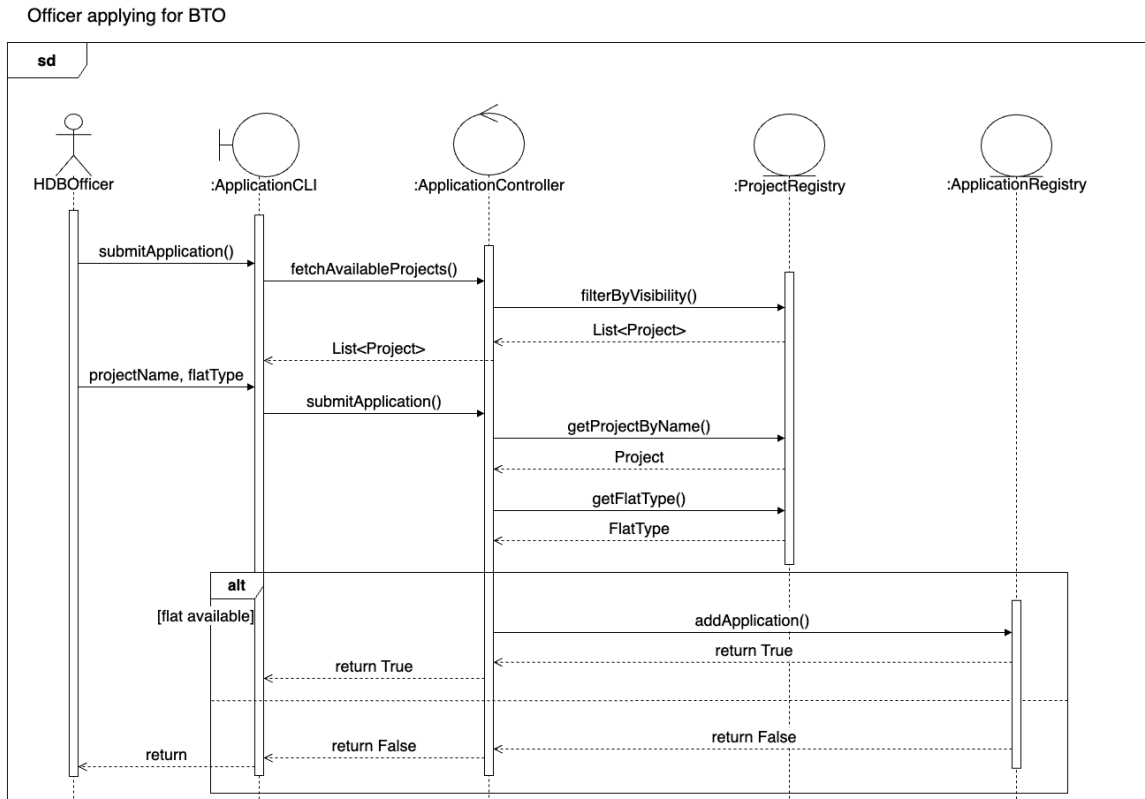 Officer applying for BTO
sd
HDBOfficer
:ApplicationCLI
:ApplicationController
:ProjectRegistry
:ApplicationRegistry
submitApplication()
fetchAvailableProjects()
filterByVisibility()
List<Project>
List<Project>
projectName, flatType
submitApplication()
getProjectByName()
Project
getFlatType()
FlatType
alt
[flat available]
addApplication()
return True
return True
return False
return False
return